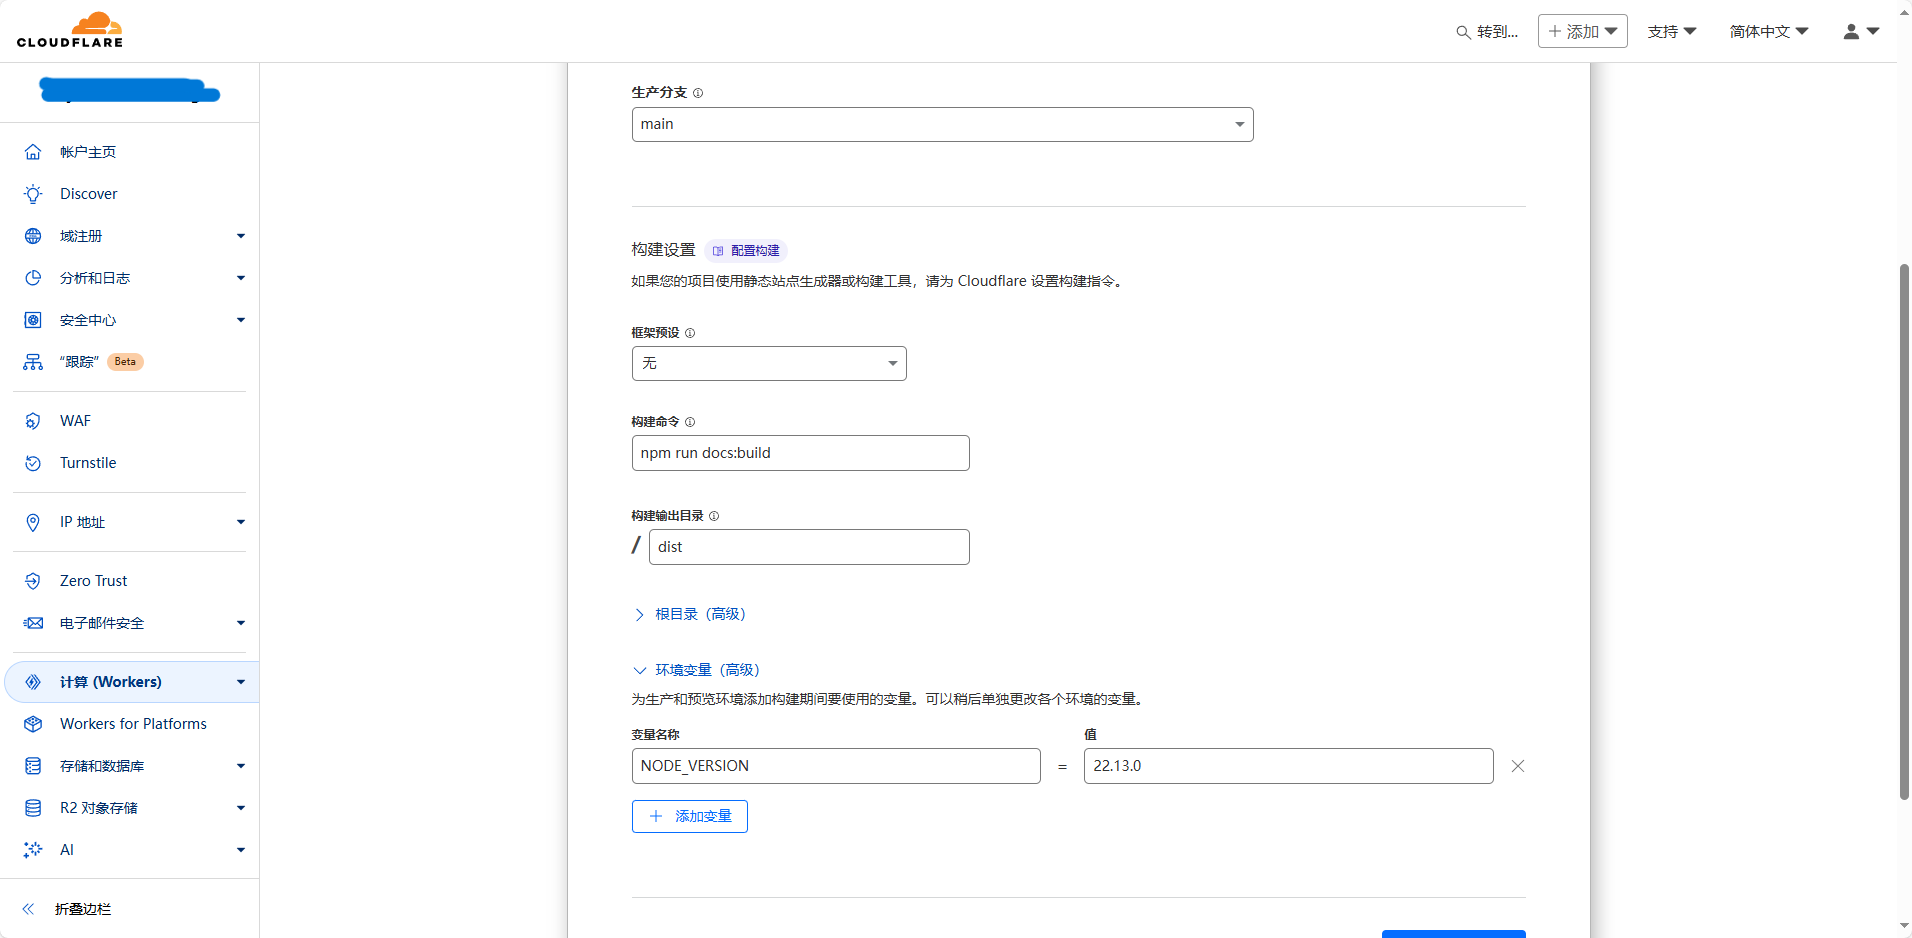 CLOUDFLARE
转到...
添加
支持
简体中文
帐户主页
Discover
域注册
分析和日志
安全中心
“跟踪” Beta
WAF
Turnstile
IP 地址
Zero Trust
电子邮件安全
计算 (Workers)
Workers for Platforms
存储和数据库
R2 对象存储
AI
折叠边栏
生产分支
main
构建设置 配置构建
如果您的项目使用静态站点生成器或构建工具，请为 Cloudflare 设置构建指令。
框架预设
无
构建命令
npm run docs:build
构建输出目录
/ dist
根目录（高级）
环境变量（高级）
为生产和预览环境添加构建期间要使用的变量。可以稍后单独更改各个环境的变量。
变量名称 值
NODE_VERSION = 22.13.0
添加变量